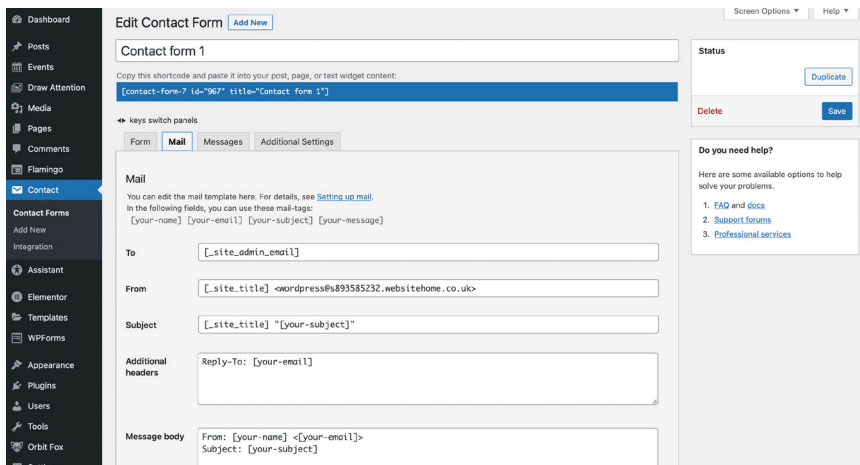 Dashboard
Posts
Events
Draw Attention
Media
Pages
Comments
Flamingo
Contact
Contact Forms
Add New
Integration
Assistant
Elementor
Templates
WPForms
Appearance
Plugins
Users
Tools
Orbit Fox
Screen Options ▼ Help ▼
Edit Contact Form Add New
Contact form 1
Copy this shortcode and paste it into your post, page, or text widget content:
[contact-form-7 id="967" title="Contact form 1"]
◂▸ keys switch panels
Form Mail Messages Additional Settings
Mail
You can edit the mail template here. For details, see Setting up mail.
In the following fields, you can use these mail-tags:
[your-name] [your-email] [your-subject] [your-message]
To [_site_admin_email]
From [_site_title] <wordpress@s893585232.websitehome.co.uk>
Subject [_site_title] "[your-subject]"
Additional headers
Reply-To: [your-email]
Message body
From: [your-name] <[your-email]>
Subject: [your-subject]
Status
Duplicate
Delete Save
Do you need help?
Here are some available options to help
solve your problems.
1. FAQ and docs
2. Support forums
3. Professional services